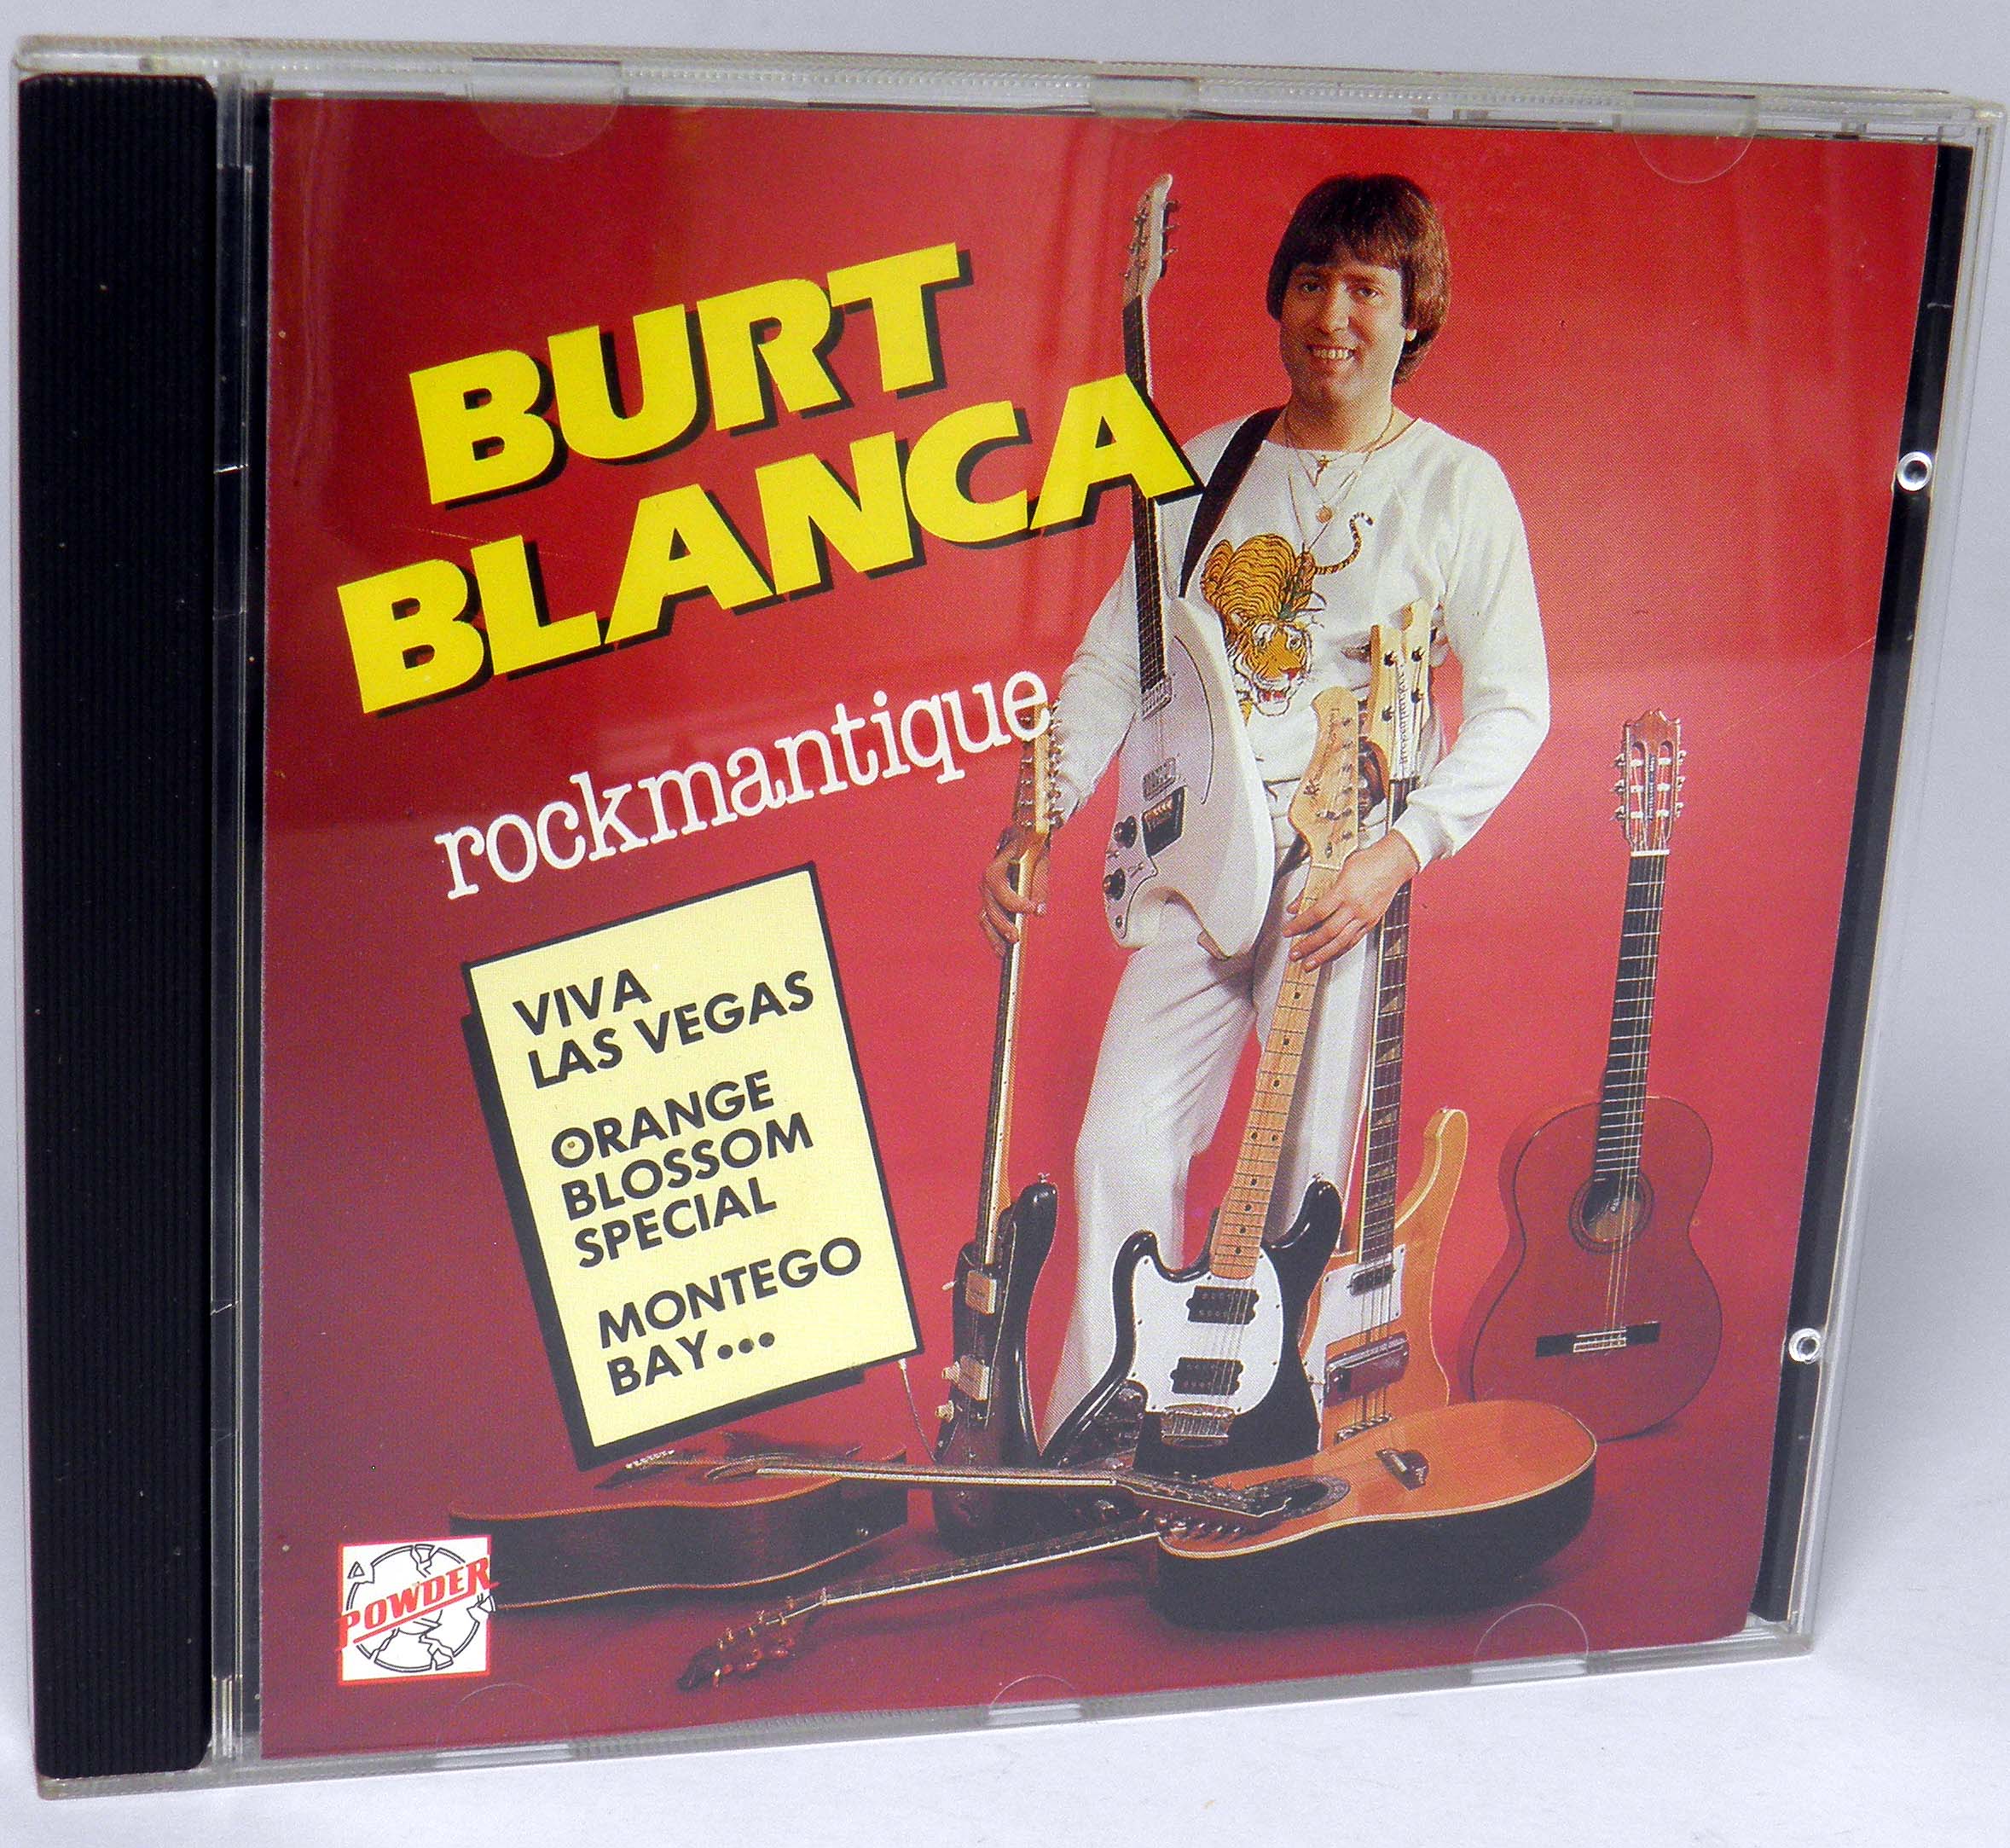 BURT
BLANCA
rockmantique
VIVA
LAS VEGAS
ORANGE
BLOSSOM
SPECIAL
MONTEGO
BAY...
POWDER